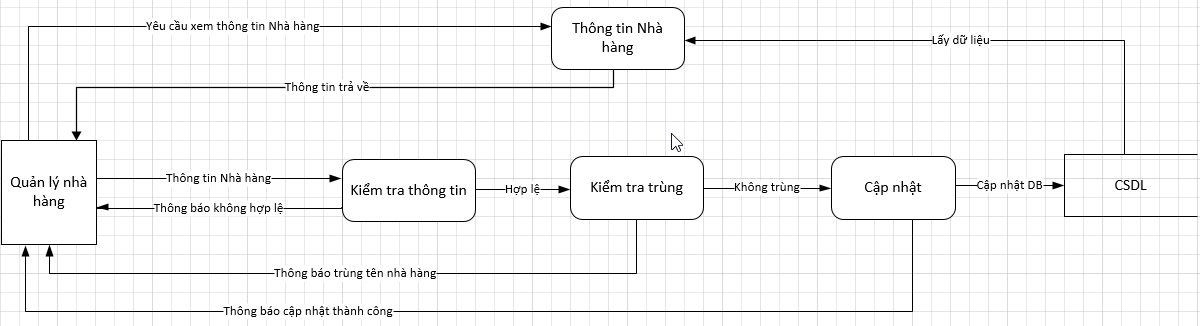 Yêu cầu xem thông tin Nhà hàng
Thông tin Nhà
hàng
Lấy dữ liệu
Thông tin trả về
Quản lý nhà
hàng
Thông tin Nhà hàng
Kiểm tra thông tin
Hợp lệ
Kiểm tra trùng
Không trùng
Cập nhật
Cập nhật DB
CSDL
Thông báo không hợp lệ
Thông báo trùng tên nhà hàng
Thông báo cập nhật thành công